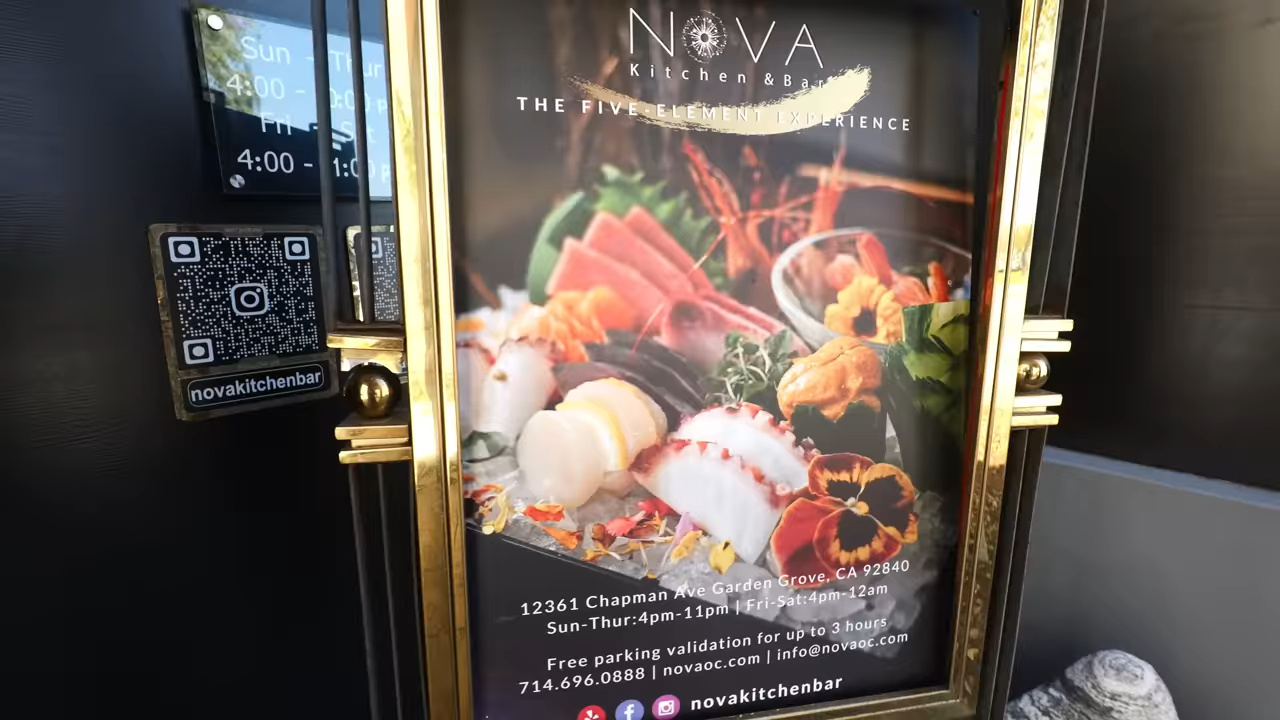 Sun - Thur
4:00 -
Fri - Sat
4:00 -
novakitchenbar
NOVA
Kitchen & Bar
THE FIVE-ELEMENT EXPERIENCE
12361 Chapman Ave Garden Grove, CA 92840
Sun-Thur:4pm-11pm | Fri-Sat:4pm-12am
Free parking validation for up to 3 hours
714.696.0888 | novaoc.com | info@novaoc.com
novakitchenbar